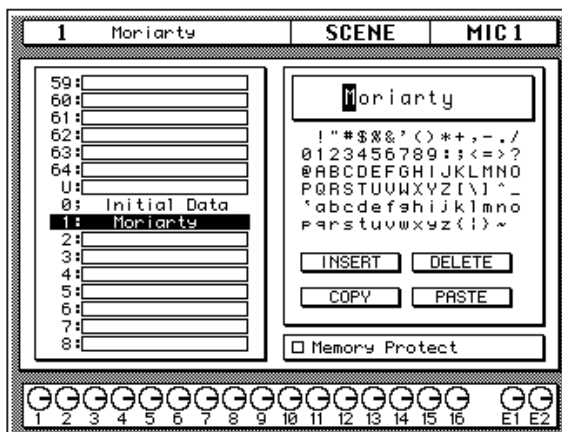 1 Moriarty SCENE MIC 1
59:
60:
61:
62:
63:
64:
U:
0; Initial Data
1: Moriarty
2:
3:
4:
5:
6:
7:
8:
Moriarty
!"#$%&'()*+,-./
0123456789:;<=>?
@ABCDEFGHIJKLMNO
PQRSTUVWXYZ[\]^_
`abcdefghijklmno
pqrstuvwxyz{|}~
INSERT DELETE
COPY PASTE
Memory Protect
1 2 3 4 5 6 7 8 9 10 11 12 13 14 15 16 E1 E2